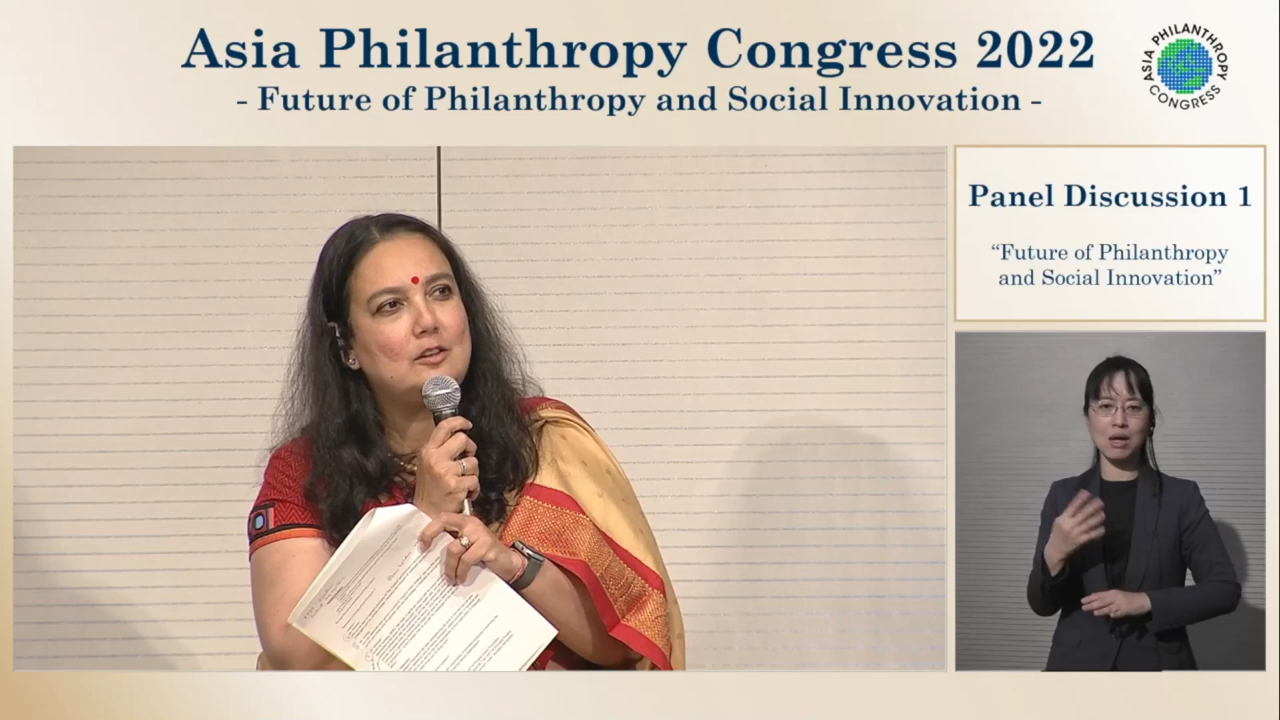 Asia Philanthropy Congress 2022
- Future of Philanthropy and Social Innovation -
ASIA PHILANTHROPY
CONGRESS
Panel Discussion 1
“Future of Philanthropy
and Social Innovation”